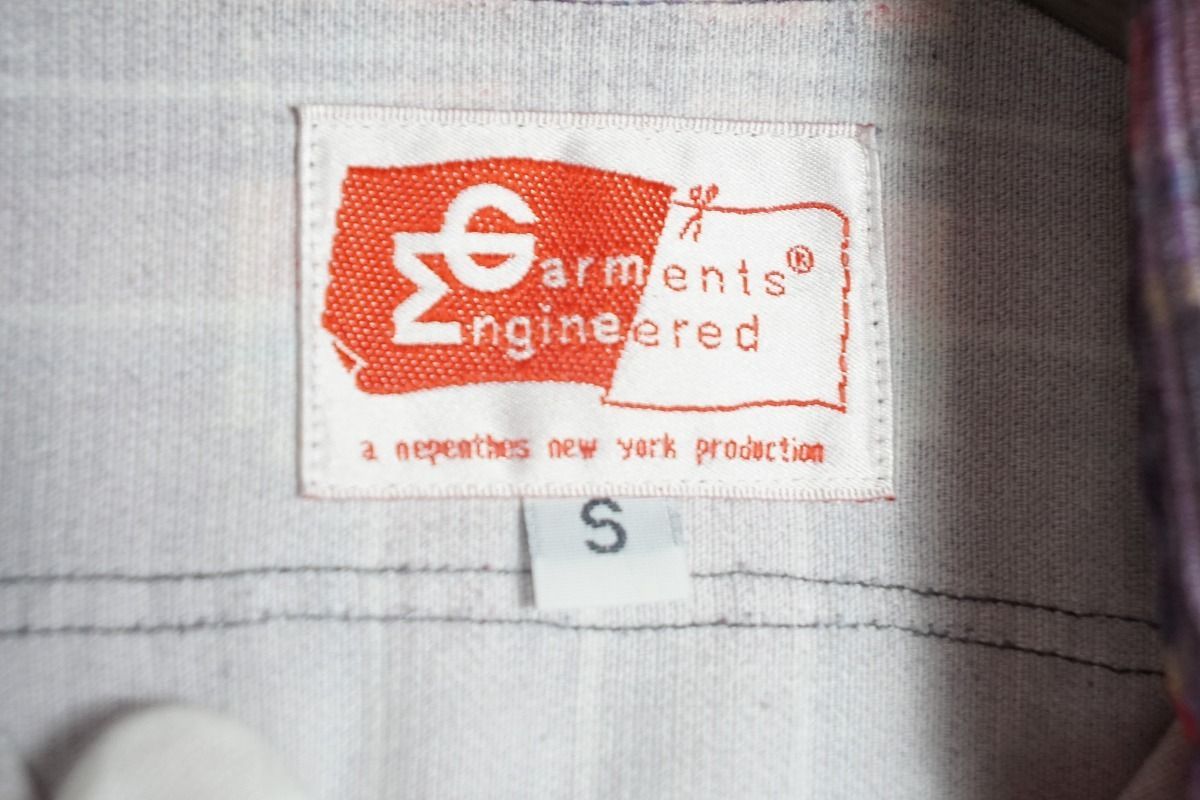 Garments®
Engineered
a nepenthes new york production
S